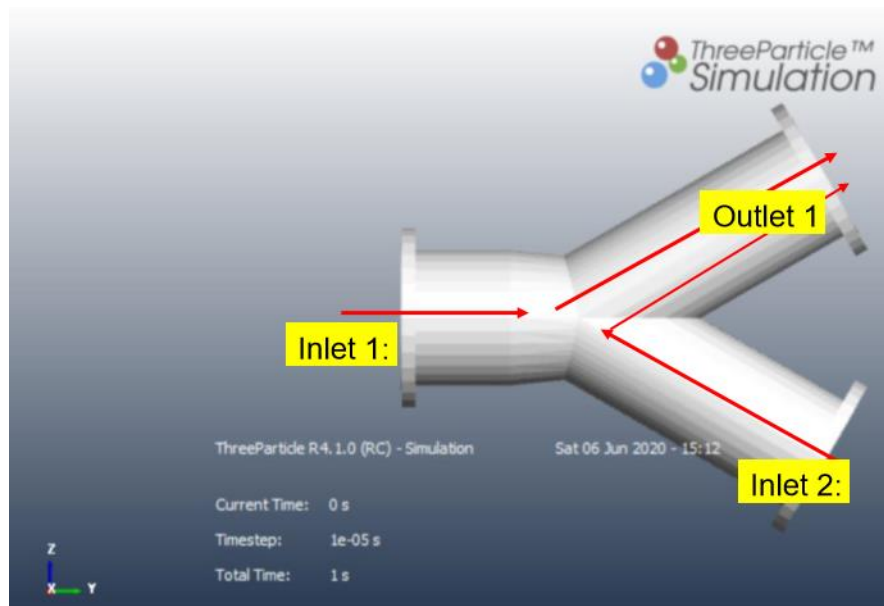 ThreeParticle™
Simulation
Outlet 1
Inlet 1:
ThreeParticle R4.1.0 (RC) - Simulation Sat 06 Jun 2020 - 15:12
Inlet 2:
Current Time: 0 s
Timestep: 1e-05 s
Total Time: 1 s
Z
X Y